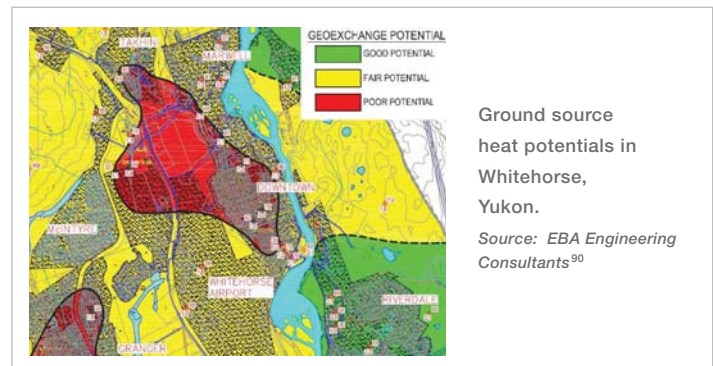 TAKHINI
MARWELL
GEOEXCHANGE POTENTIAL
GOOD POTENTIAL
FAIR POTENTIAL
POOR POTENTIAL
DOWNTOWN
McINTYRE
WHITEHORSE
AIRPORT
RIVERDALE
GRANGER
Ground source
heat potentials in
Whitehorse,
Yukon.
Source: EBA Engineering
Consultants⁹⁰